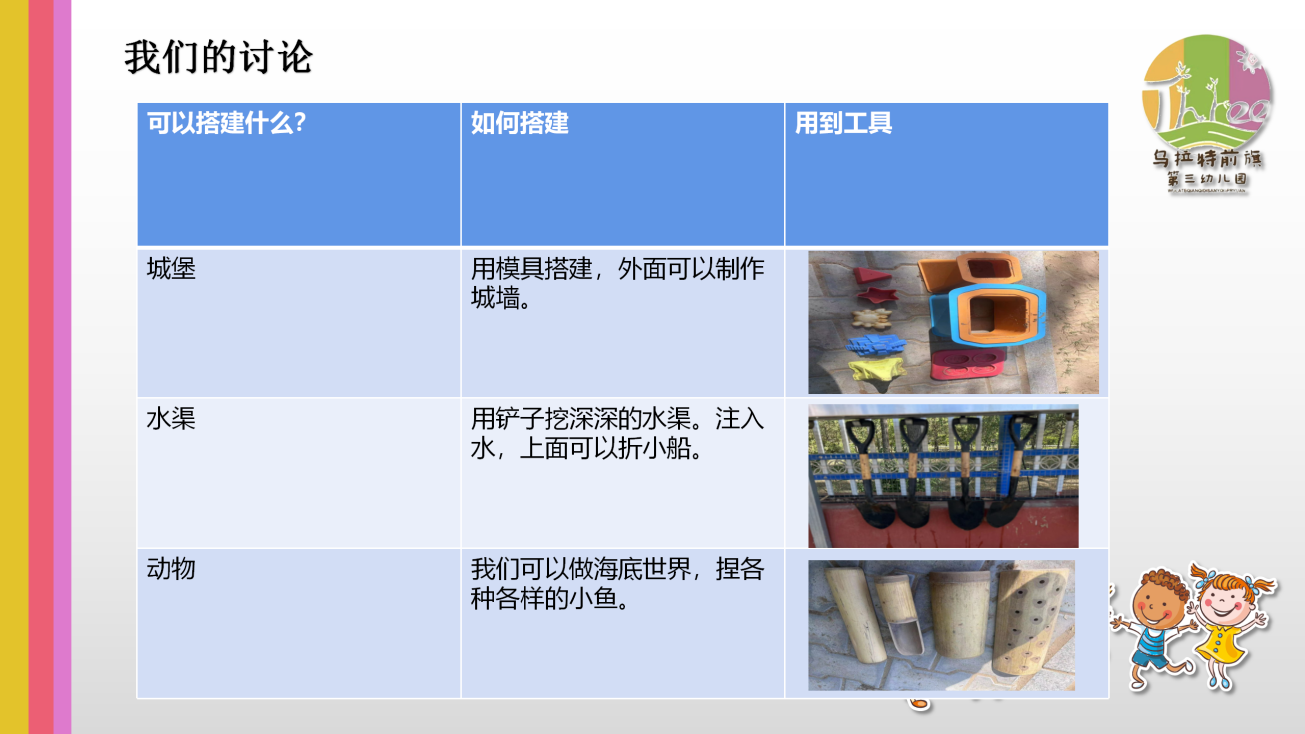 我们的讨论
可以搭建什么？
如何搭建
用到工具
城堡
用模具搭建，外面可以制作
城墙。
水渠
用铲子挖深深的水渠。注入
水，上面可以折小船。
动物
我们可以做海底世界，捏各
种各样的小鱼。
Three
乌拉特前旗
第三幼儿园